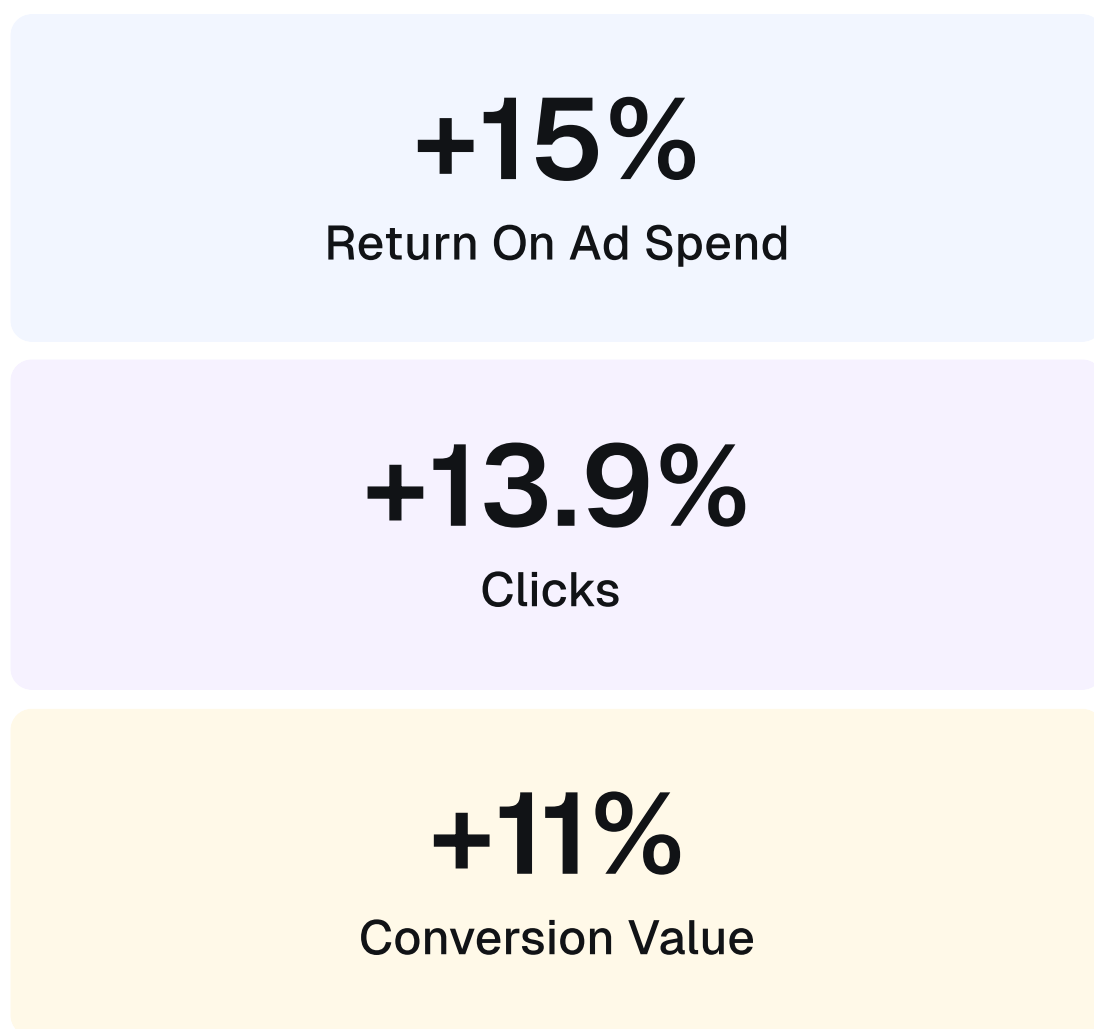 +15%
Return On Ad Spend
+13.9%
Clicks
+11%
Conversion Value